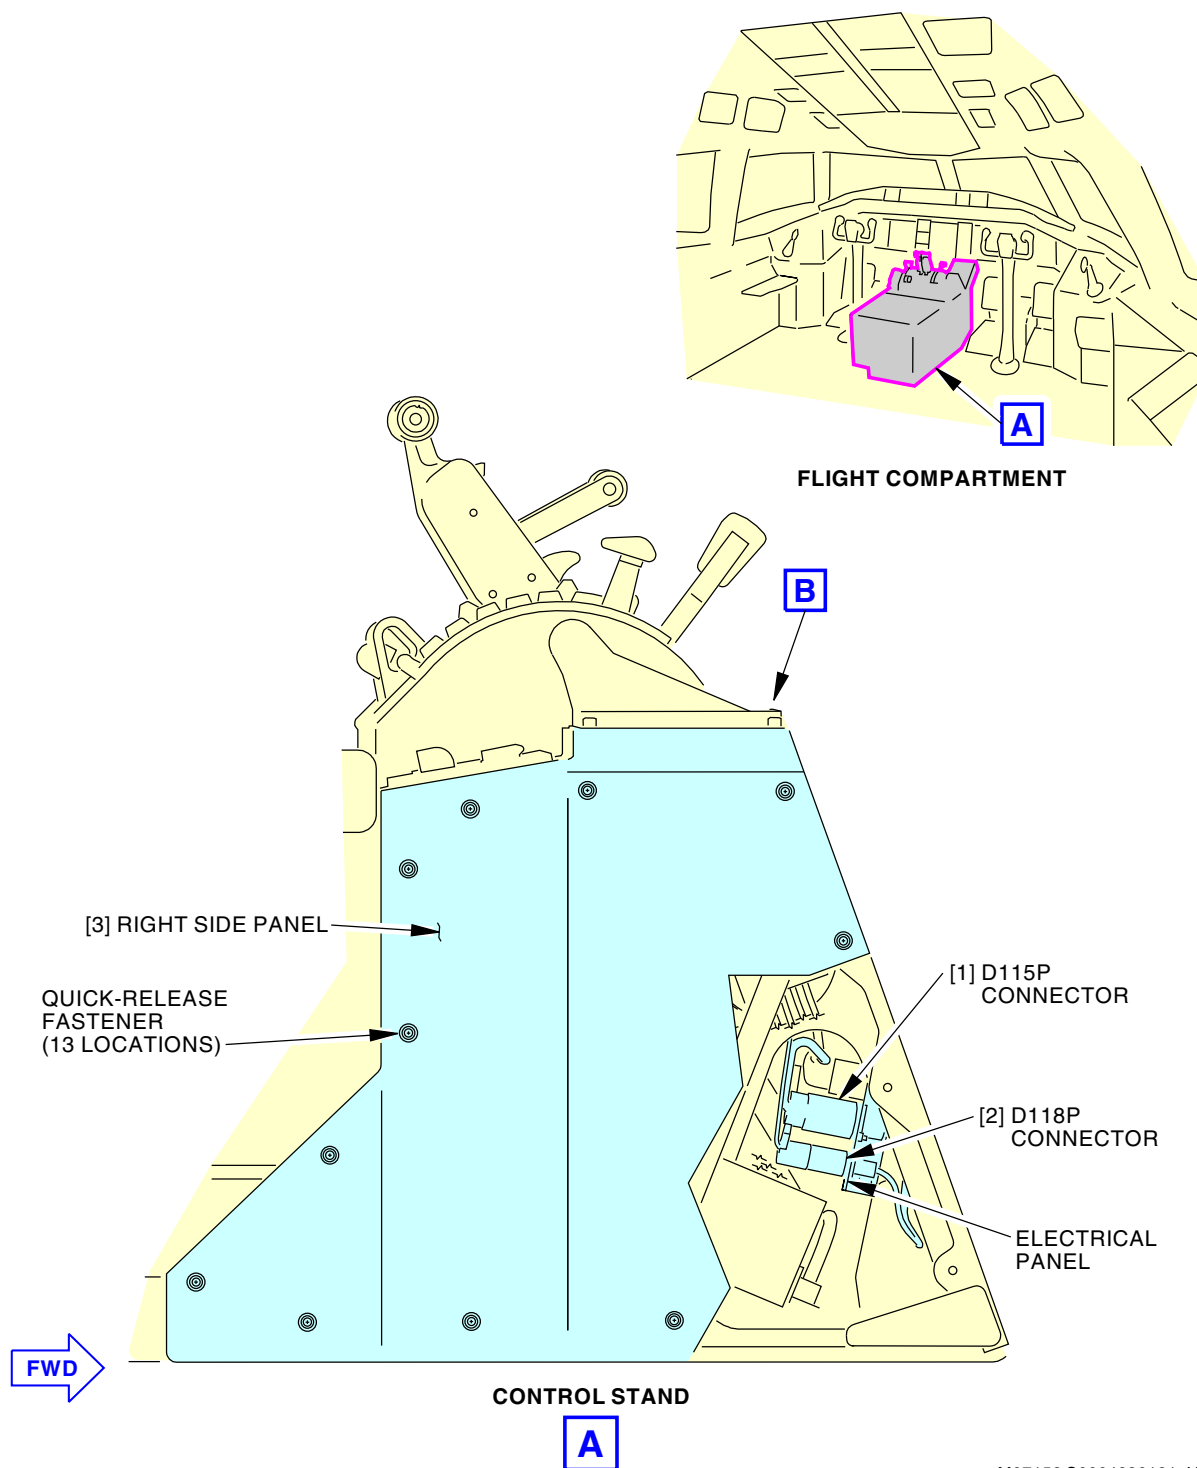 A
FLIGHT COMPARTMENT
B
[3] RIGHT SIDE PANEL
QUICK-RELEASE
FASTENER
(13 LOCATIONS)
[1] D115P
CONNECTOR
[2] D118P
CONNECTOR
ELECTRICAL
PANEL
FWD
CONTROL STAND
A